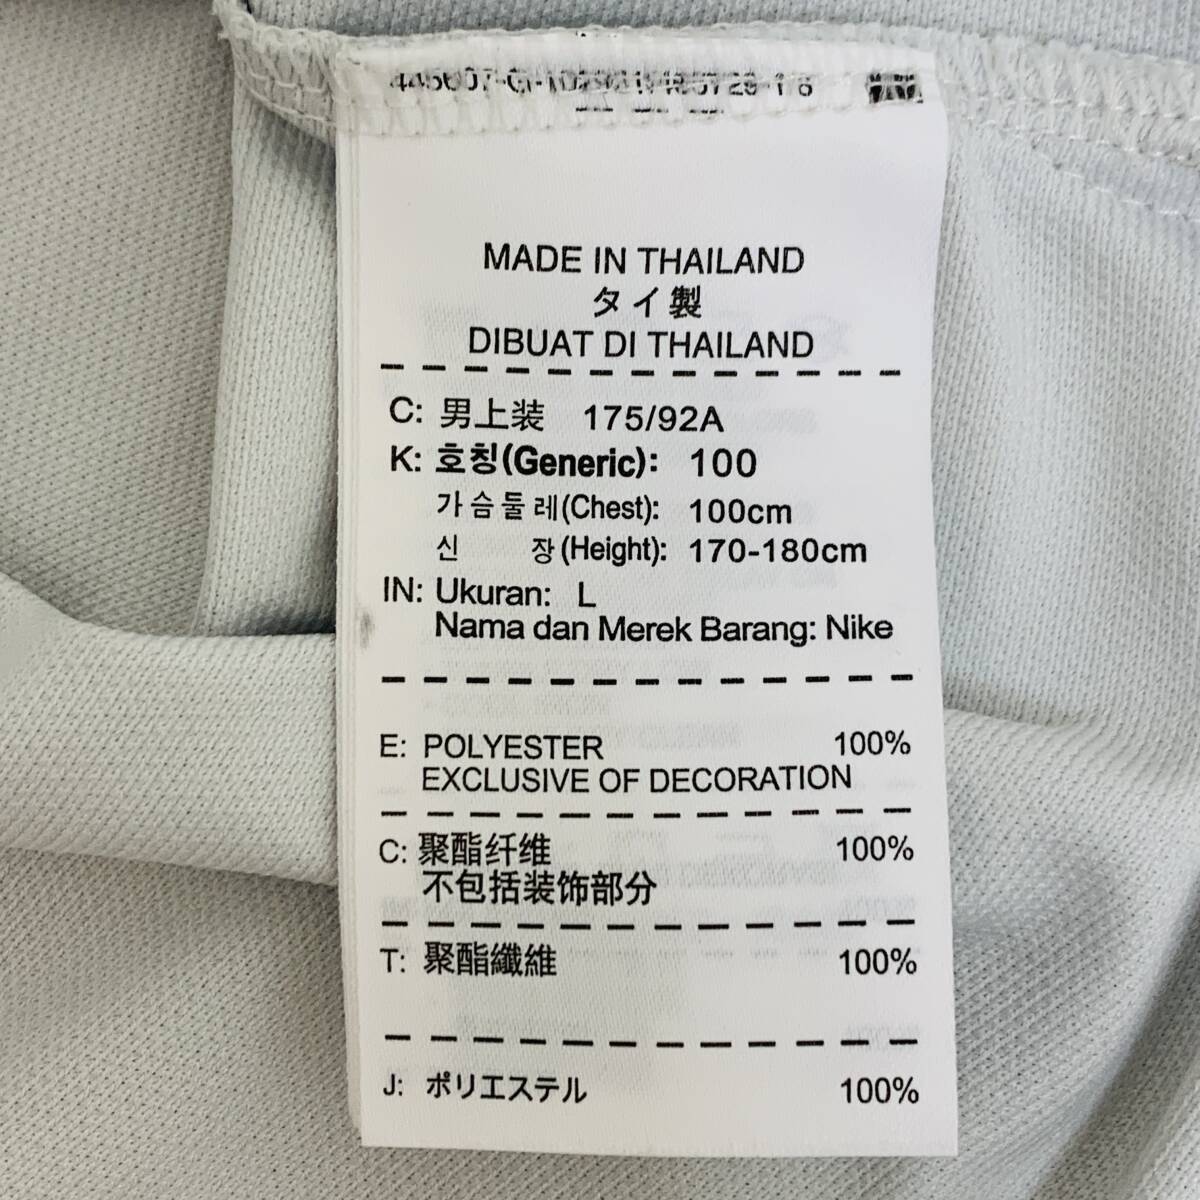 MADE IN THAILAND
タイ製
DIBUAT DI THAILAND
C: 男上装 175/92A
K: 호칭(Generic): 100
가슴둘레(Chest): 100cm
신 장(Height): 170-180cm
IN: Ukuran: L
Nama dan Merek Barang: Nike
E: POLYESTER 100%
EXCLUSIVE OF DECORATION
C: 聚酯纤维 100%
不包括装饰部分
T: 聚酯纖維 100%
J: ポリエステル 100%